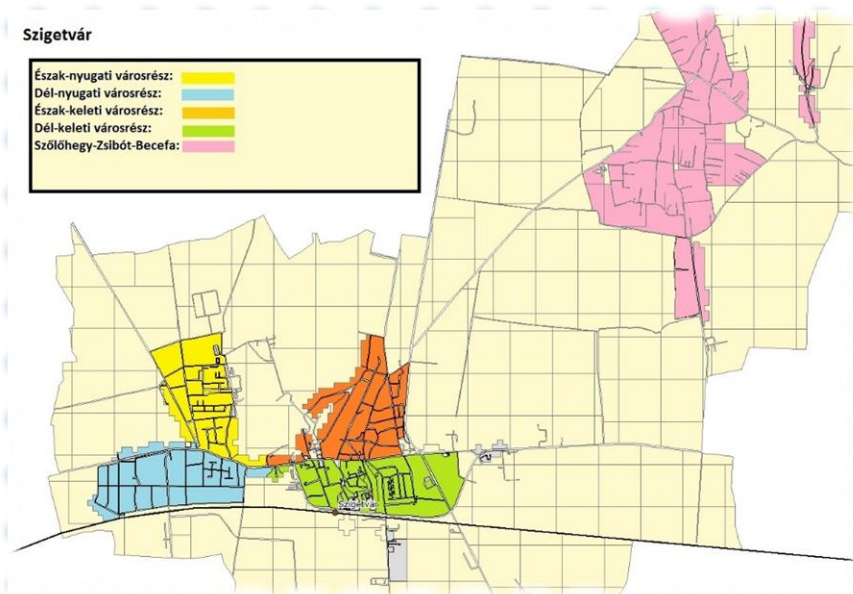 Szigetvár
Észak-nyugati városrész:
Dél-nyugati városrész:
Észak-keleti városrész:
Dél-keleti városrész:
Szőlőhegy-Zsibót-Becefa:
Szigetvár